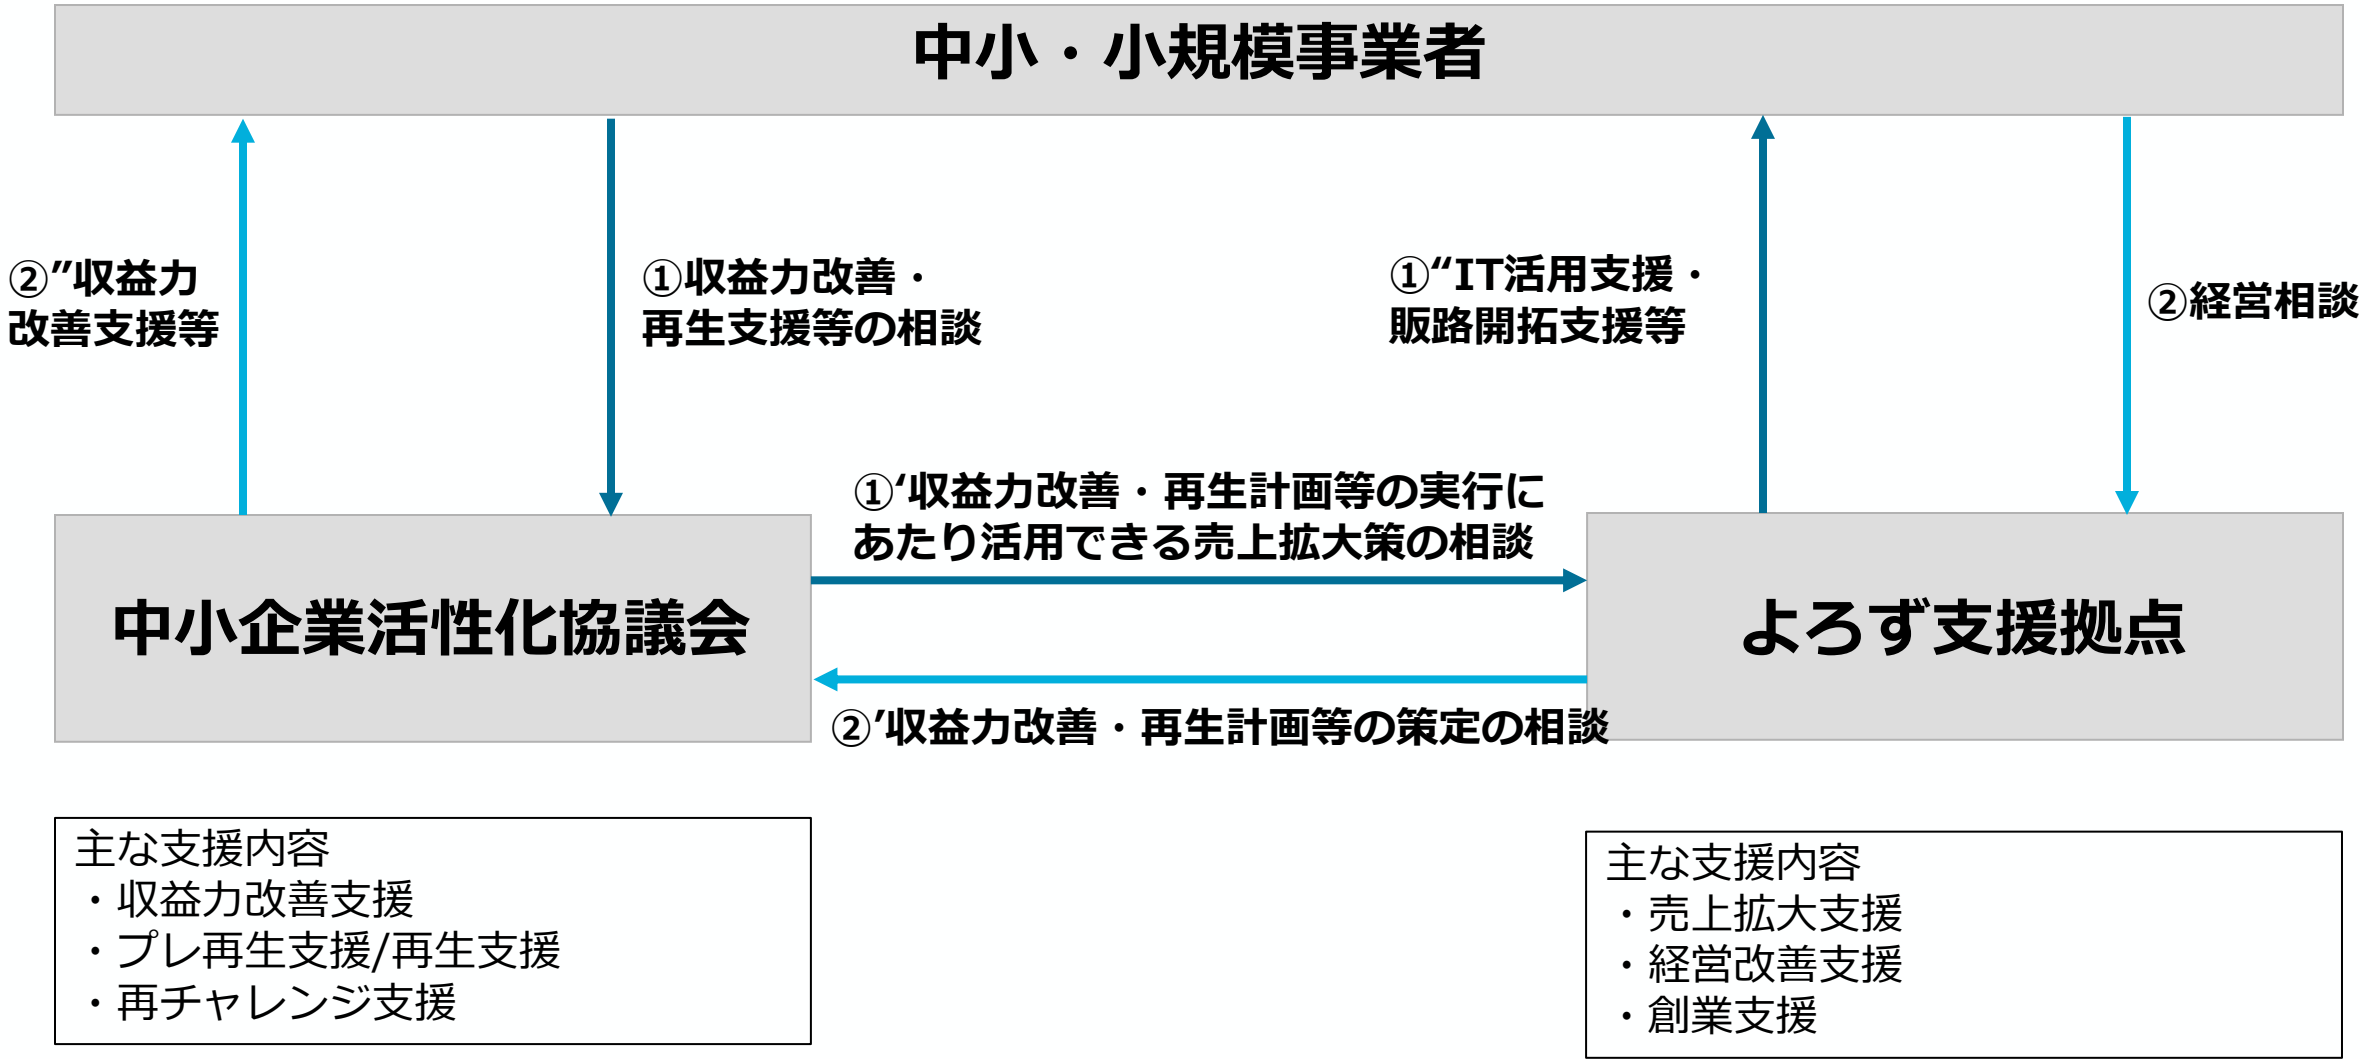 中小・小規模事業者
②”収益力
改善支援等
①収益力改善・
再生支援等の相談
①“IT活用支援・
販路開拓支援等
②経営相談
①‘収益力改善・再生計画等の実行に
あたり活用できる売上拡大策の相談
中小企業活性化協議会
よろず支援拠点
②’収益力改善・再生計画等の策定の相談
主な支援内容
・収益力改善支援
・プレ再生支援/再生支援
・再チャレンジ支援
主な支援内容
・売上拡大支援
・経営改善支援
・創業支援